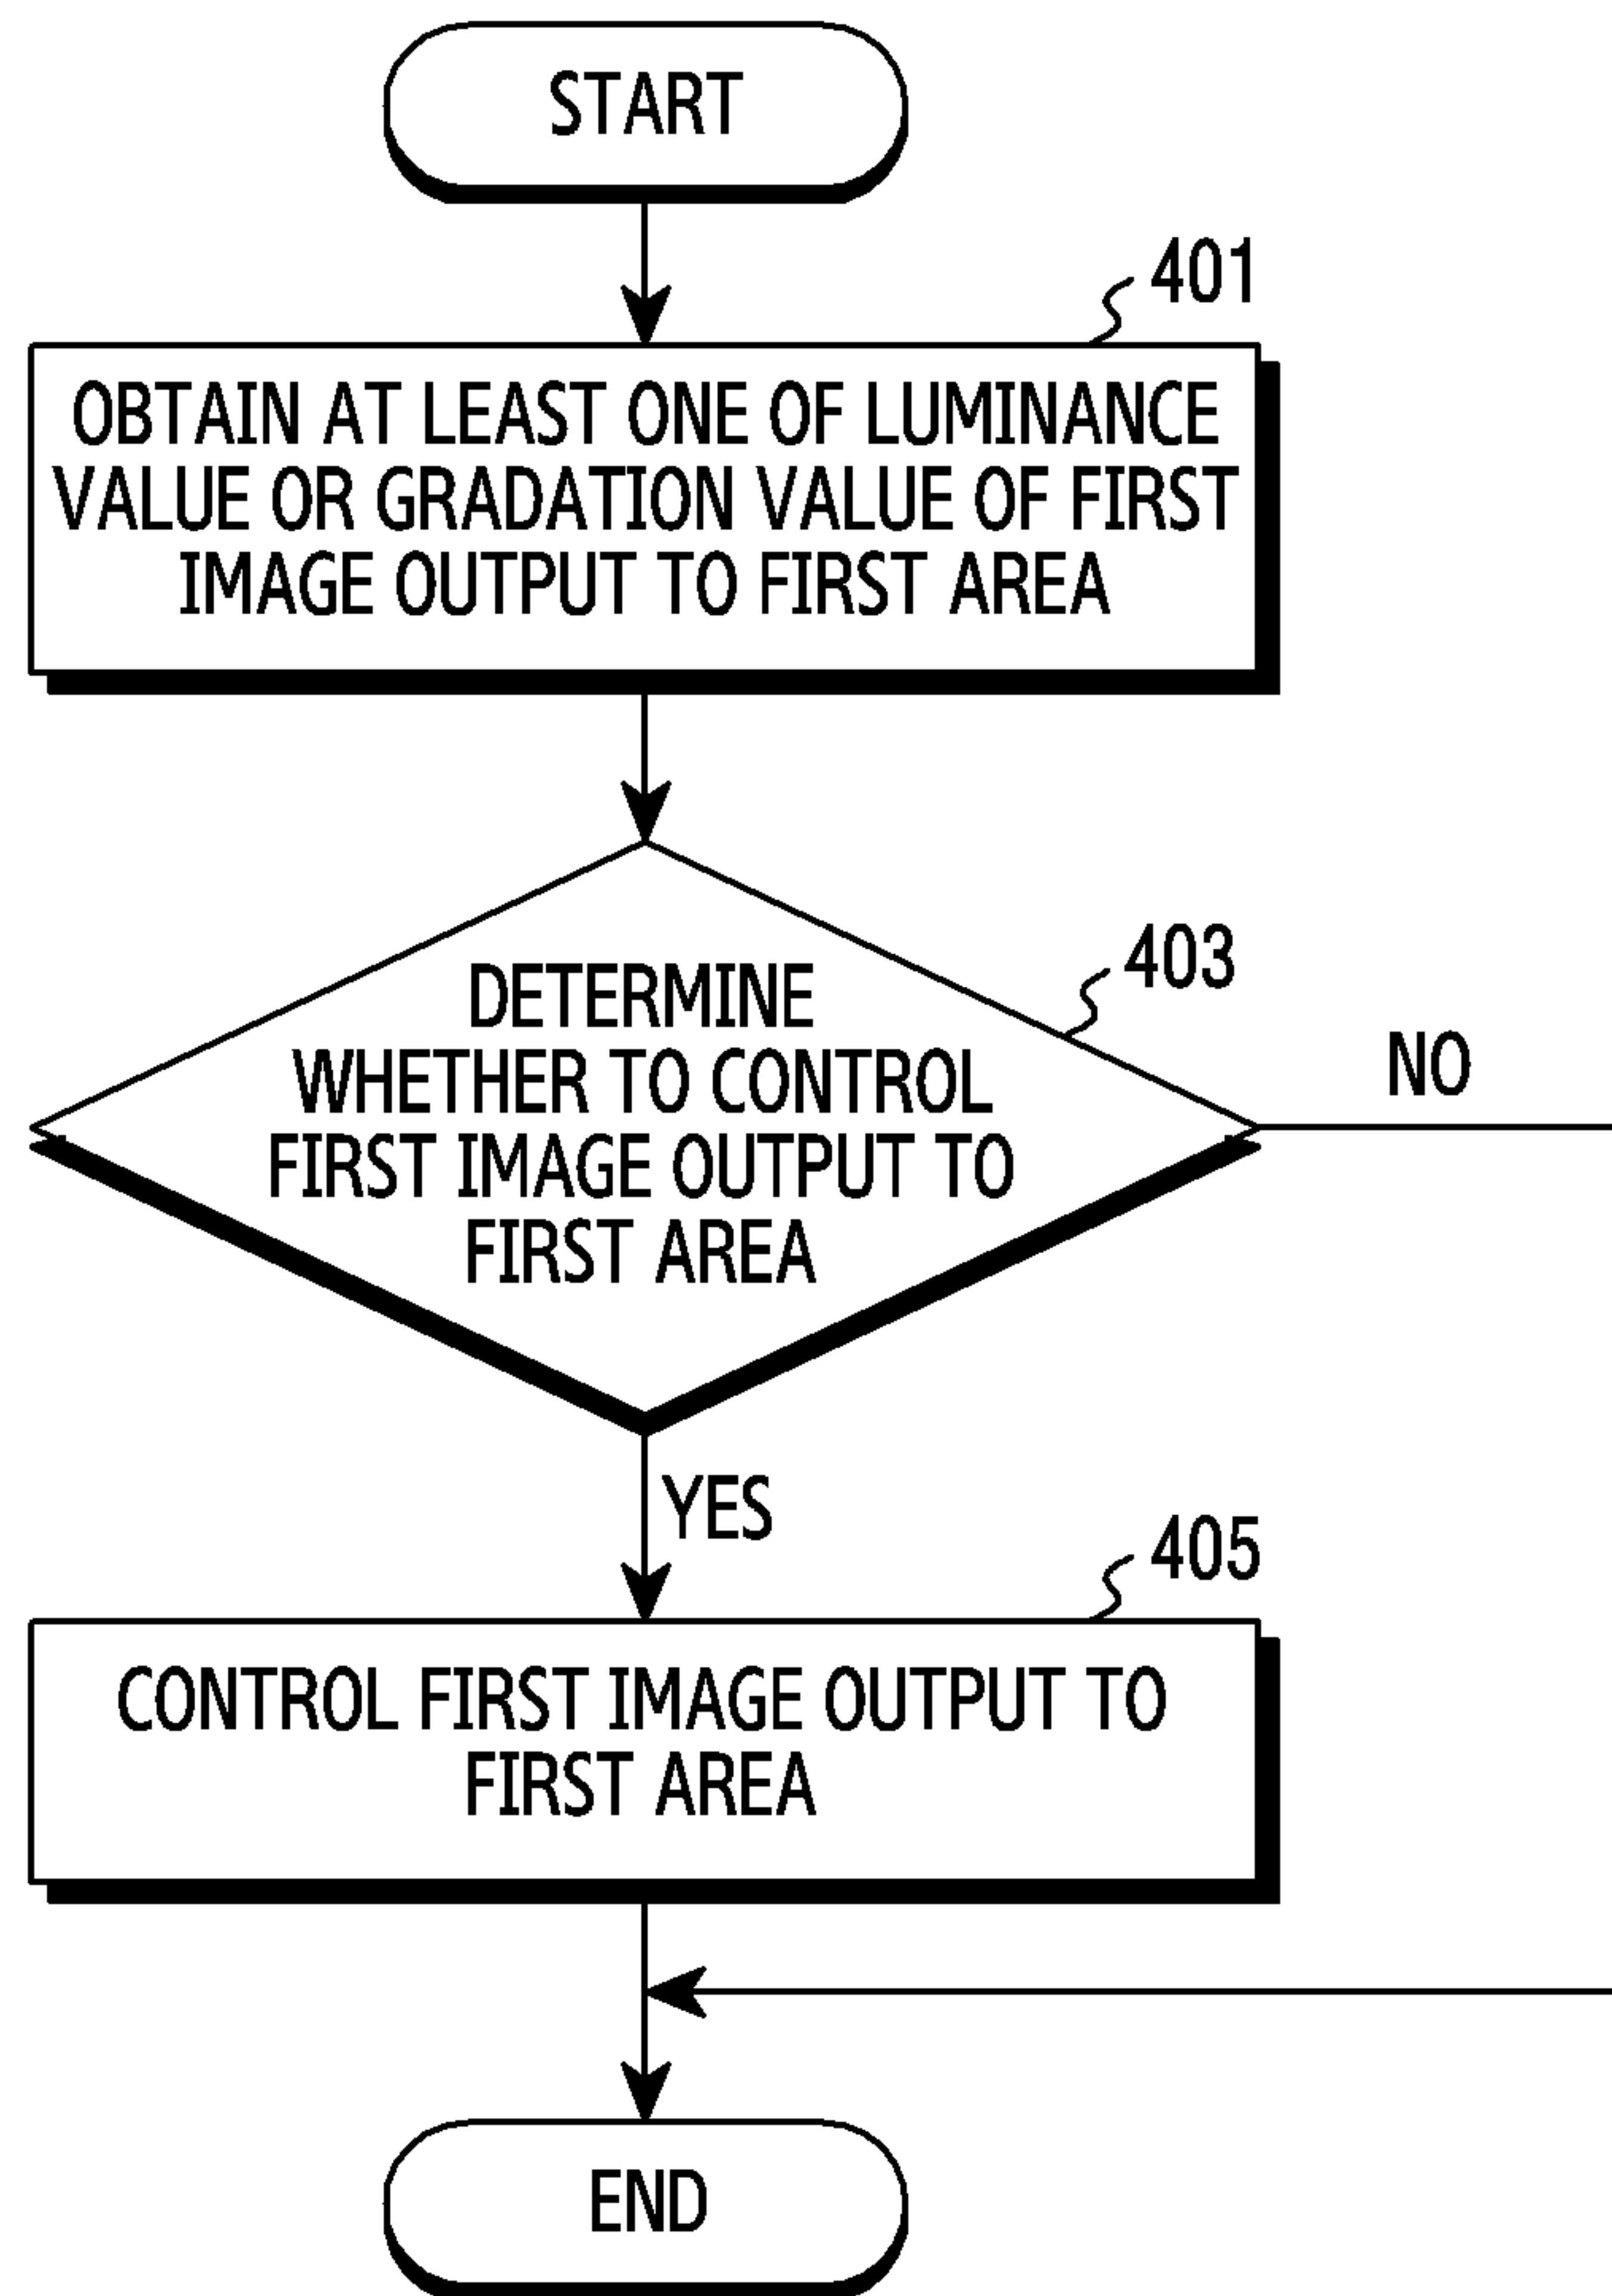 START
401
OBTAIN AT LEAST ONE OF LUMINANCE
VALUE OR GRADATION VALUE OF FIRST
IMAGE OUTPUT TO FIRST AREA
403
DETERMINE
WHETHER TO CONTROL
FIRST IMAGE OUTPUT TO
FIRST AREA
NO
YES
405
CONTROL FIRST IMAGE OUTPUT TO
FIRST AREA
END